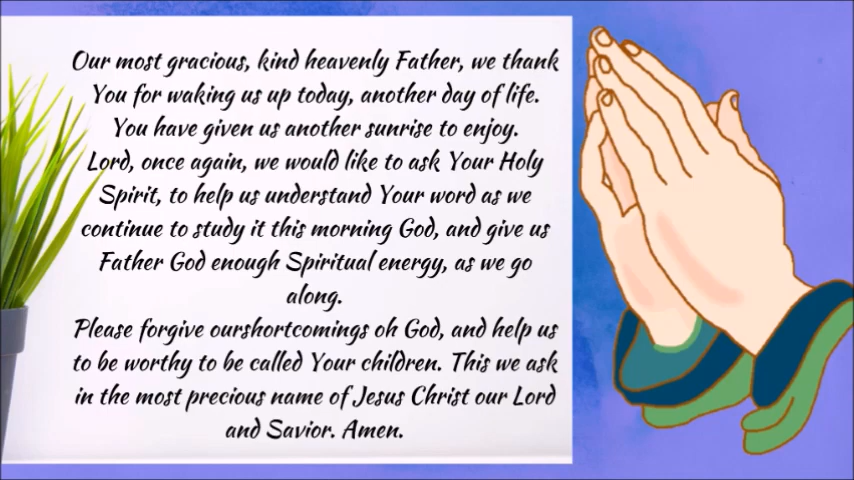 Our most gracious, kind heavenly Father, we thank
You for waking us up today, another day of life.
You have given us another sunrise to enjoy.
Lord, once again, we would like to ask Your Holy
Spirit, to help us understand Your word as we
continue to study it this morning God, and give us
Father God enough Spiritual energy, as we go
along.
Please forgive ourshortcomings oh God, and help us
to be worthy to be called Your children. This we ask
in the most precious name of Jesus Christ our Lord
and Savior. Amen.